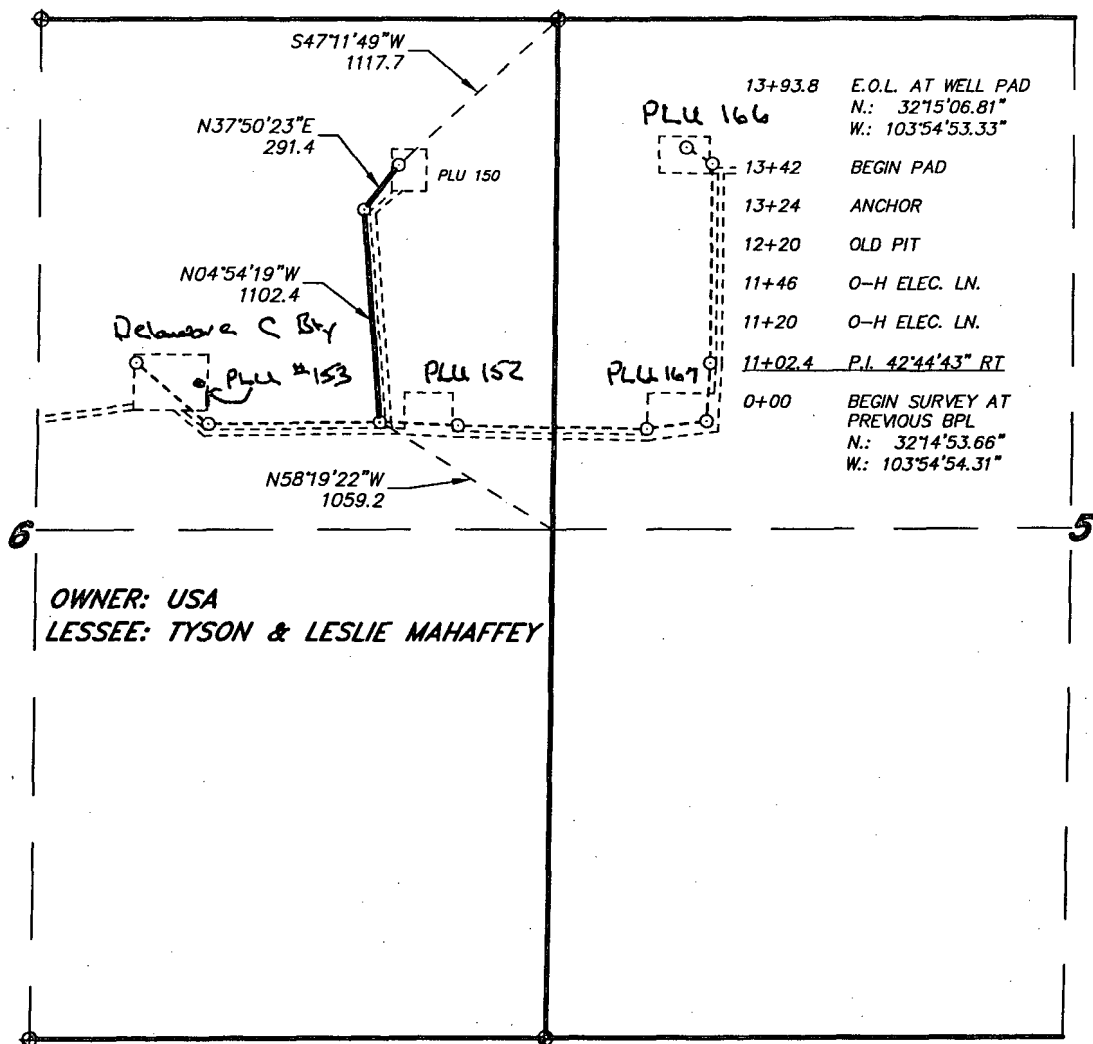 S47°11'49"W
1117.7
N37°50'23"E
291.4
PLU 150
N04°54'19"W
1102.4
Delaware C Bty
PLU #153
PLU 152
N58°19'22"W
1059.2
PLU 166
PLU 167
13+93.8 E.O.L. AT WELL PAD
N.: 32°15'06.81"
W.: 103°54'53.33"
13+42 BEGIN PAD
13+24 ANCHOR
12+20 OLD PIT
11+46 O-H ELEC. LN.
11+20 O-H ELEC. LN.
11+02.4 P.I. 42°44'43" RT
0+00 BEGIN SURVEY AT
PREVIOUS BPL
N.: 32°14'53.66"
W.: 103°54'54.31"
6
5
OWNER: USA
LESSEE: TYSON & LESLIE MAHAFFEY